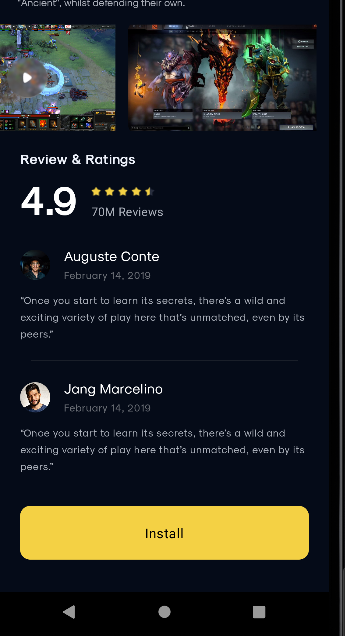 "Ancient", whilst defending their own.
Review & Ratings
4.9
70M Reviews
Auguste Conte
February 14, 2019
"Once you start to learn its secrets, there's a wild and
exciting variety of play here that's unmatched, even by its
peers."
Jang Marcelino
February 14, 2019
"Once you start to learn its secrets, there's a wild and
exciting variety of play here that's unmatched, even by its
peers."
Install